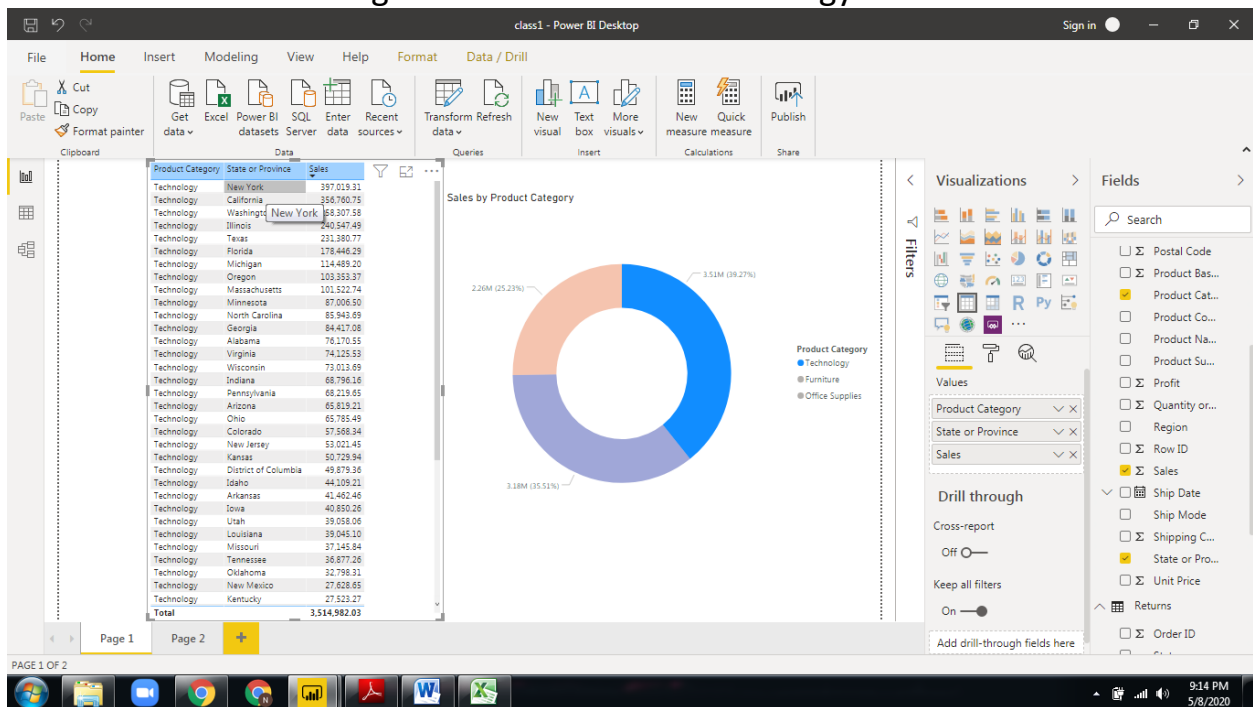 class1 - Power BI Desktop
Sign in
File Home Insert Modeling View Help Format Data / Drill
Paste
Cut
Copy
Format painter
Get data
Excel
Power BI datasets
SQL Server
Enter data
Recent sources
Transform data
Refresh
New visual
Text box
More visuals
New measure
Quick measure
Publish
Clipboard Data Queries Insert Calculations Share
Product Category State or Province Sales
Technology New York 397,019.31
Technology California 356,760.75
Technology 58,307.58
New York
Technology Illinois 240,547.49
Technology Texas 231,380.77
Technology Florida 178,446.29
Technology Michigan 114,489.20
Technology Oregon 103,353.37
Technology Massachusetts 101,522.74
Technology Minnesota 87,006.50
Technology North Carolina 85,943.69
Technology Georgia 84,417.08
Technology Alabama 76,170.55
Technology Virginia 74,125.53
Technology Wisconsin 73,013.69
Technology Indiana 68,796.16
Technology Pennsylvania 68,219.65
Technology Arizona 65,819.21
Technology Ohio 65,785.49
Technology Colorado 57,568.34
Technology New Jersey 53,021.45
Technology Kansas 50,729.94
Technology District of Columbia 49,879.36
Technology Idaho 44,109.21
Technology Arkansas 41,462.46
Technology Iowa 40,850.26
Technology Utah 39,058.06
Technology Louisiana 39,045.10
Technology Missouri 37,145.84
Technology Tennessee 36,877.26
Technology Oklahoma 32,798.31
Technology New Mexico 27,628.65
Technology Kentucky 27,523.27
Total 3,514,982.03
Sales by Product Category
3.51M (39.27%)
2.26M (25.23%)
3.18M (35.51%)
Product Category
Technology
Furniture
Office Supplies
Filters
Visualizations
R Py
Values
Product Category
State or Province
Sales
Drill through
Cross-report
Off
Keep all filters
On
Add drill-through fields here
Fields
Search
Σ Postal Code
Σ Product Bas...
Product Cat...
Product Co...
Product Na...
Product Su...
Σ Profit
Σ Quantity or...
Region
Σ Row ID
Σ Sales
Ship Date
Ship Mode
Σ Shipping C...
State or Pro...
Σ Unit Price
Returns
Σ Order ID
Page 1 Page 2 +
PAGE 1 OF 2
9:14 PM
5/8/2020